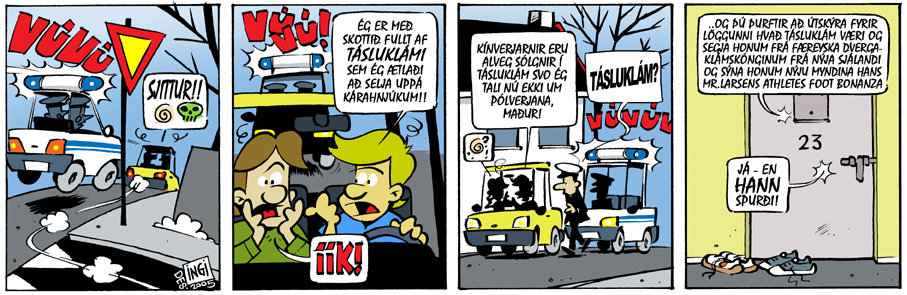 VÚVÚ
SJITTUR!!
INGI
DES 2005
VÚVÚ!
ÉG ER MEÐ
SKOTTIÐ FULLT AF
TÁSLUKLÁMI
SEM ÉG ÆTLAÐI
AÐ SELJA UPPÁ
KÁRAHNJÚKUM!!
ÍÍK!
KÍNVERJARNIR ERU
ALVEG SÓLGNIR Í
TÁSLUKLÁM SVO ÉG
TALI NÚ EKKI UM
PÓLVERJANA,
MAÐUR!
TÁSLUKLÁM?
VÚVÚV
..OG ÞÚ ÞURFTIR AÐ ÚTSKÝRA FYRIR
LÖGGUNNI HVAÐ TÁSLUKLÁM VÆRI OG
SEGJA HONUM FRÁ FÆREYSKA DVERGA-
KLÁMSKÓNGINUM FRÁ NÝJA SJÁLANDI
OG SÝNA HONUM NÝJU MYNDINA HANS
MR. LARSENS ATHLETES FOOT BONANZA
23
JÁ - EN
HANN
SPURÐI!